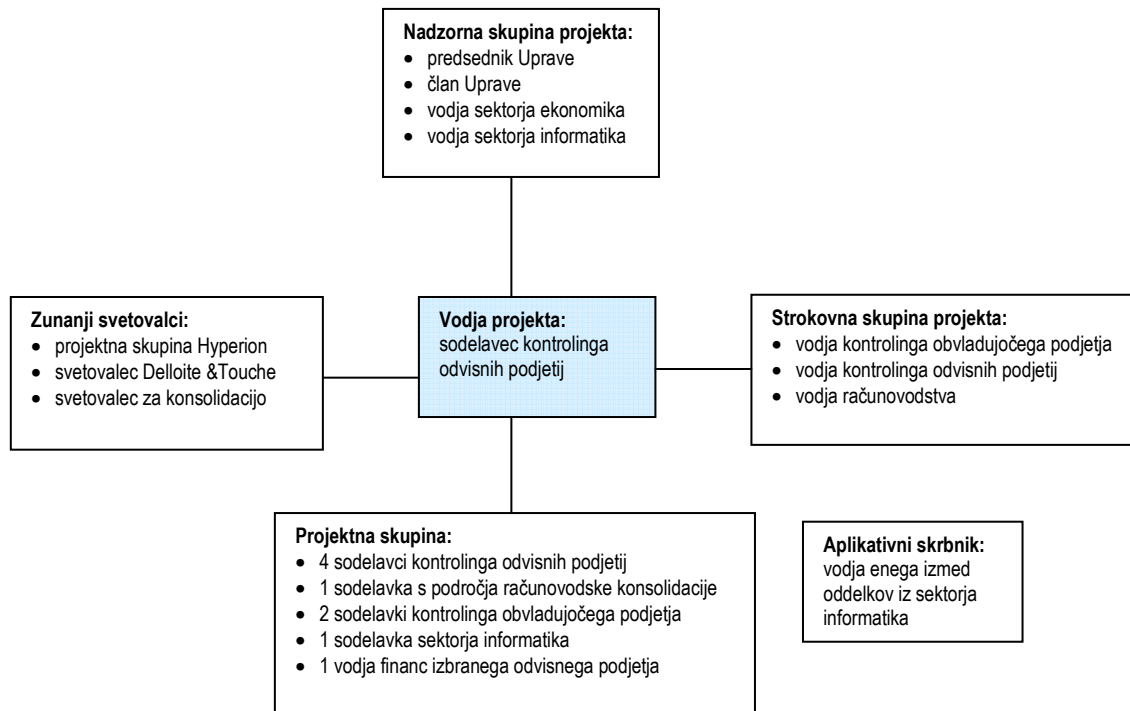 Nadzorna skupina projekta:
• predsednik Uprave
• član Uprave
• vodja sektorja ekonomika
• vodja sektorja informatika
Zunanji svetovalci:
• projektna skupina Hyperion
• svetovalec Delloite &Touche
• svetovalec za konsolidacijo
Vodja projekta:
sodelavec kontrolinga
odvisnih podjetij
Strokovna skupina projekta:
• vodja kontrolinga obvladujočega podjetja
• vodja kontrolinga odvisnih podjetij
• vodja računovodstva
Projektna skupina:
• 4 sodelavci kontrolinga odvisnih podjetij
• 1 sodelavka s področja računovodske konsolidacije
• 2 sodelavki kontrolinga obvladujočega podjetja
• 1 sodelavka sektorja informatika
• 1 vodja financ izbranega odvisnega podjetja
Aplikativni skrbnik:
vodja enega izmed
oddelkov iz sektorja
informatika